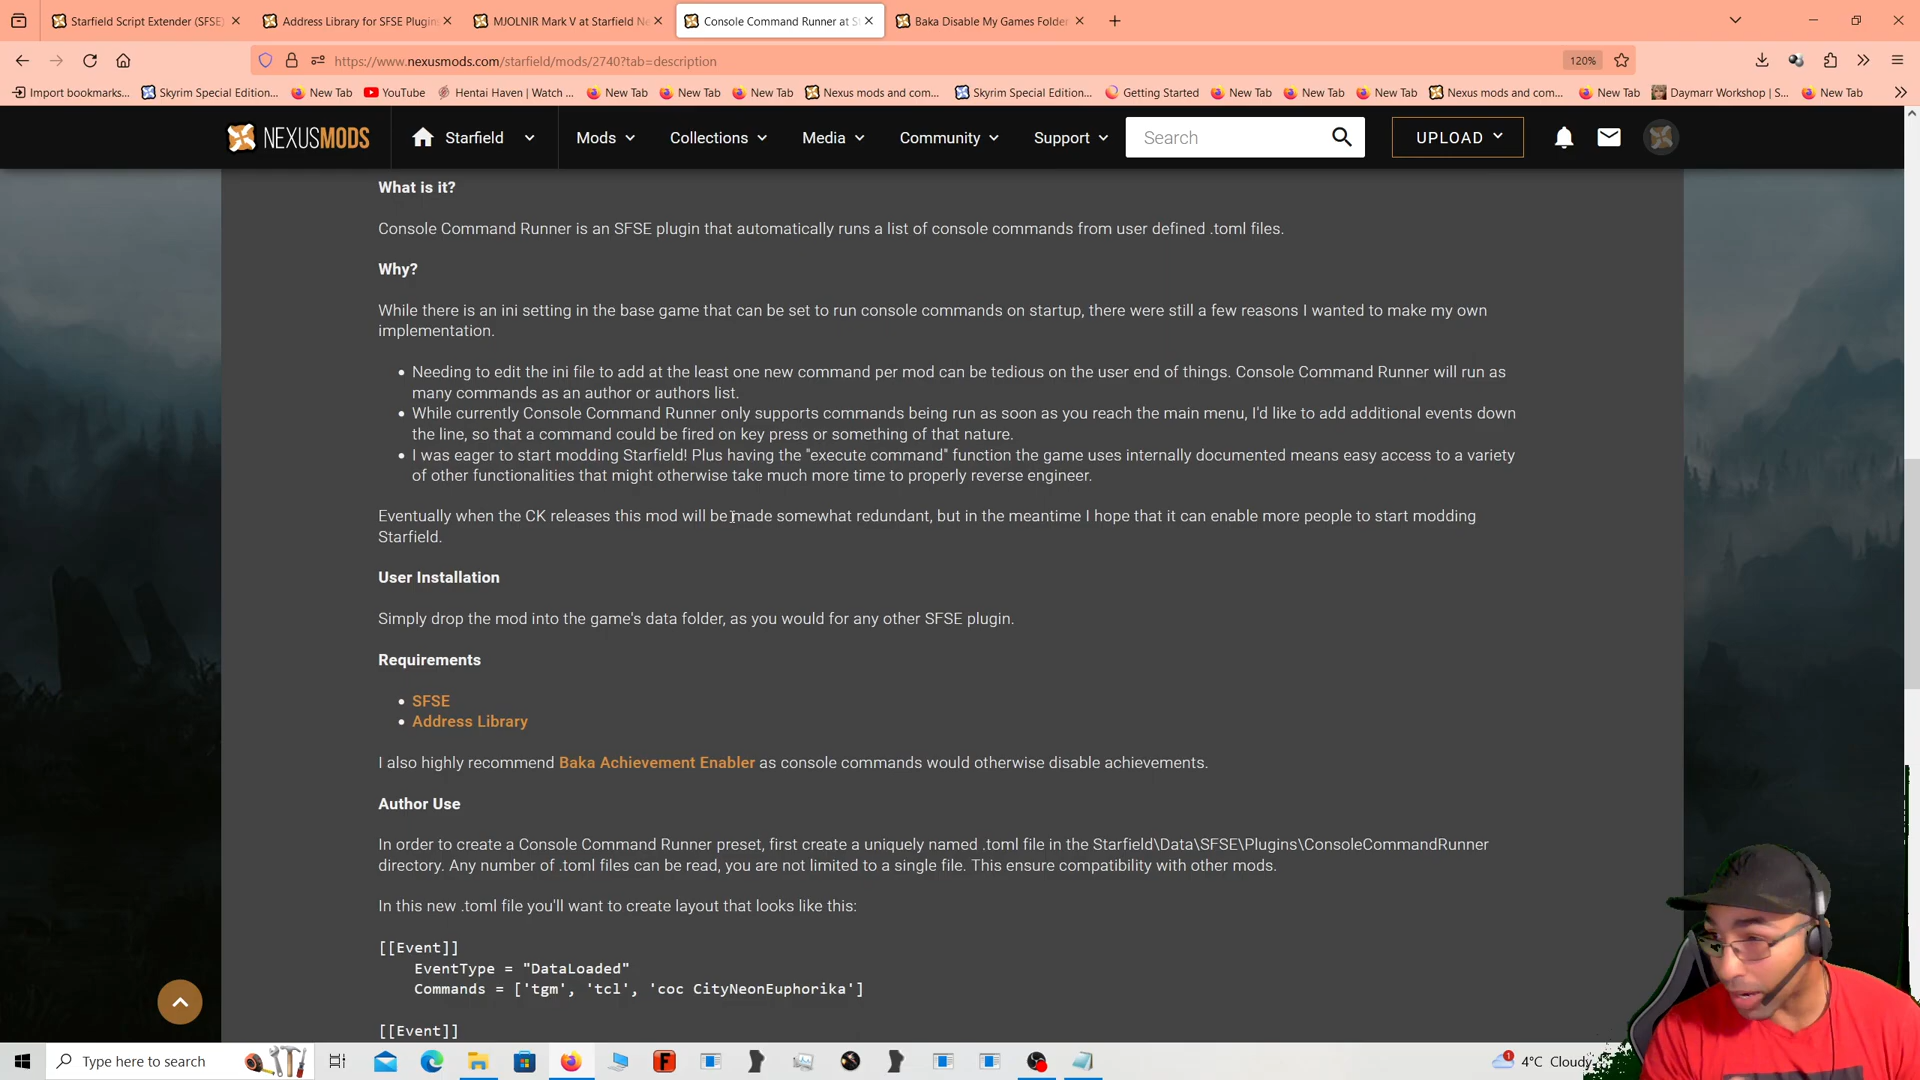 Starfield Script Extender (SFSE)
Address Library for SFSE Plugin
MJOLNIR Mark V at Starfield Ne
Console Command Runner at S
Baka Disable My Games Folder
https://www.nexusmods.com/starfield/mods/2740?tab=description
120%
Import bookmarks...
Skyrim Special Edition...
New Tab
YouTube
Hentai Haven | Watch ...
New Tab
New Tab
New Tab
Nexus mods and com...
Skyrim Special Edition...
New Tab
Getting Started
New Tab
New Tab
New Tab
Nexus mods and com...
New Tab
Daymarr Workshop | S...
New Tab
NEXUSMODS
Starfield
Mods
Collections
Media
Community
Support
Search
UPLOAD
What is it?
Console Command Runner is an SFSE plugin that automatically runs a list of console commands from user defined .toml files.
Why?
While there is an ini setting in the base game that can be set to run console commands on startup, there were still a few reasons I wanted to make my own
implementation.
• Needing to edit the ini file to add at the least one new command per mod can be tedious on the user end of things. Console Command Runner will run as
many commands as an author or authors list.
• While currently Console Command Runner only supports commands being run as soon as you reach the main menu, I'd like to add additional events down
the line, so that a command could be fired on key press or something of that nature.
• I was eager to start modding Starfield! Plus having the "execute command" function the game uses internally documented means easy access to a variety
of other functionalities that might otherwise take much more time to properly reverse engineer.
Eventually when the CK releases this mod will be made somewhat redundant, but in the meantime I hope that it can enable more people to start modding
Starfield.
User Installation
Simply drop the mod into the game's data folder, as you would for any other SFSE plugin.
Requirements
• SFSE
• Address Library
I also highly recommend Baka Achievement Enabler as console commands would otherwise disable achievements.
Author Use
In order to create a Console Command Runner preset, first create a uniquely named .toml file in the Starfield\Data\SFSE\Plugins\ConsoleCommandRunner
directory. Any number of .toml files can be read, you are not limited to a single file. This ensure compatibility with other mods.
In this new .toml file you'll want to create layout that looks like this:
[[Event]]
EventType = "DataLoaded"
Commands = ['tgm', 'tcl', 'coc CityNeonEuphorika']
[[Event]]
Type here to search
1
4°C Cloudy